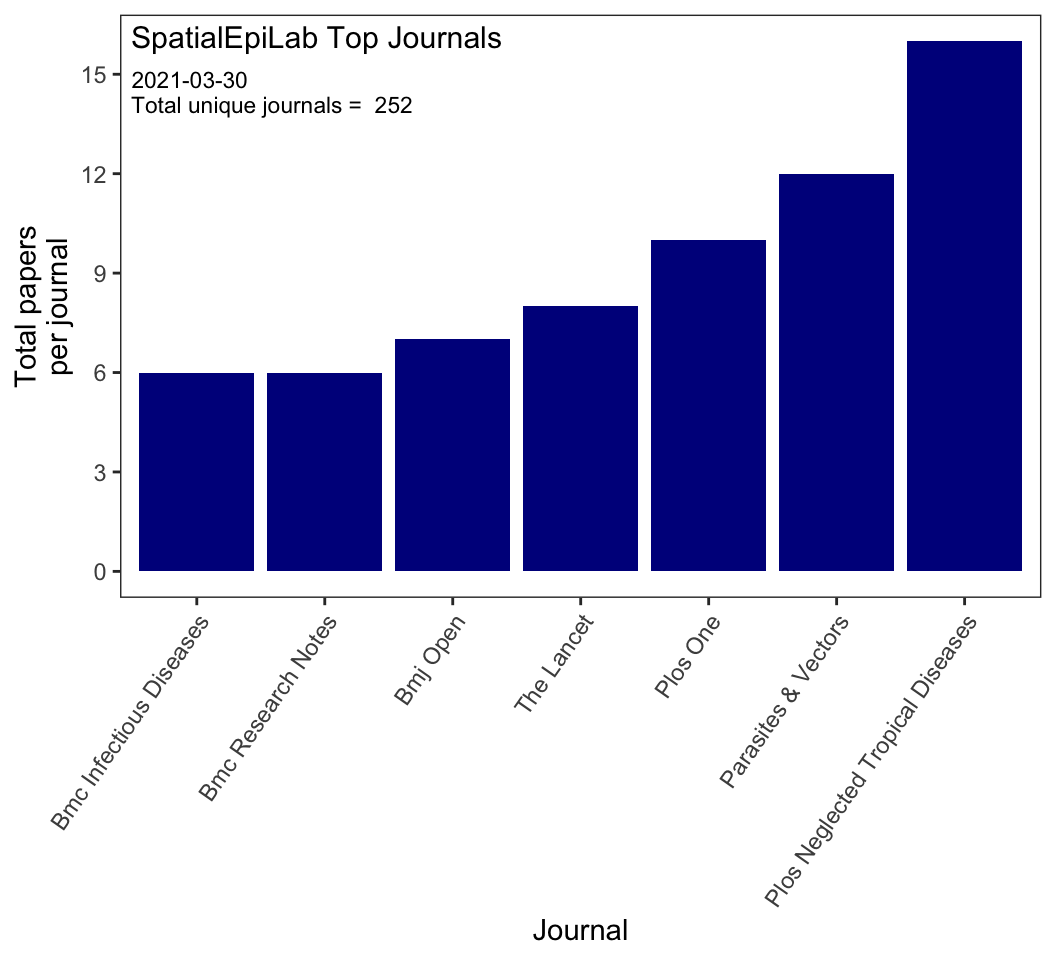 SpatialEpiLab Top Journals
2021-03-30
Total unique journals =  252
Total papers
per journal
15
12
9
6
3
0
Bmc Infectious Diseases
Bmc Research Notes
Bmj Open
The Lancet
Plos One
Parasites & Vectors
Plos Neglected Tropical Diseases
Journal